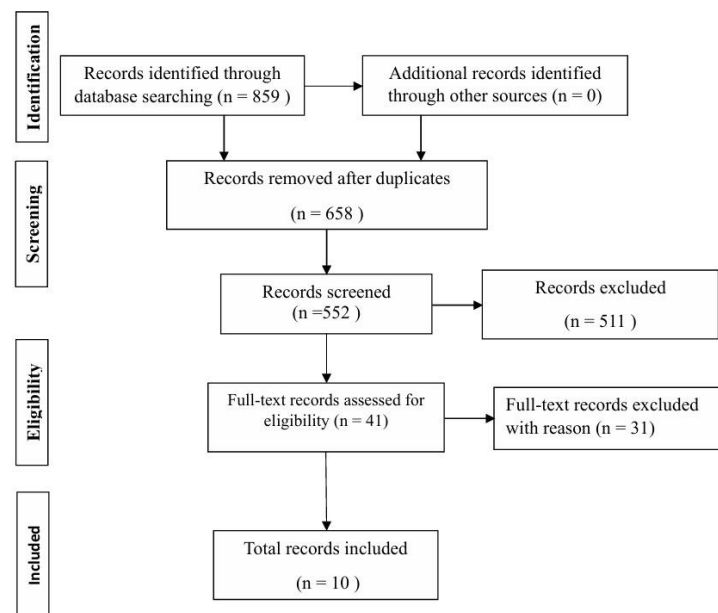 Identification
Records identified through
database searching (n = 859 )
Additional records identified
through other sources (n = 0)
Screening
Records removed after duplicates
(n = 658 )
Records screened
(n =552 )
Records excluded
(n = 511 )
Eligibility
Full-text records assessed for
eligibility (n = 41)
Full-text records excluded
with reason (n = 31)
Included
Total records included
(n = 10 )